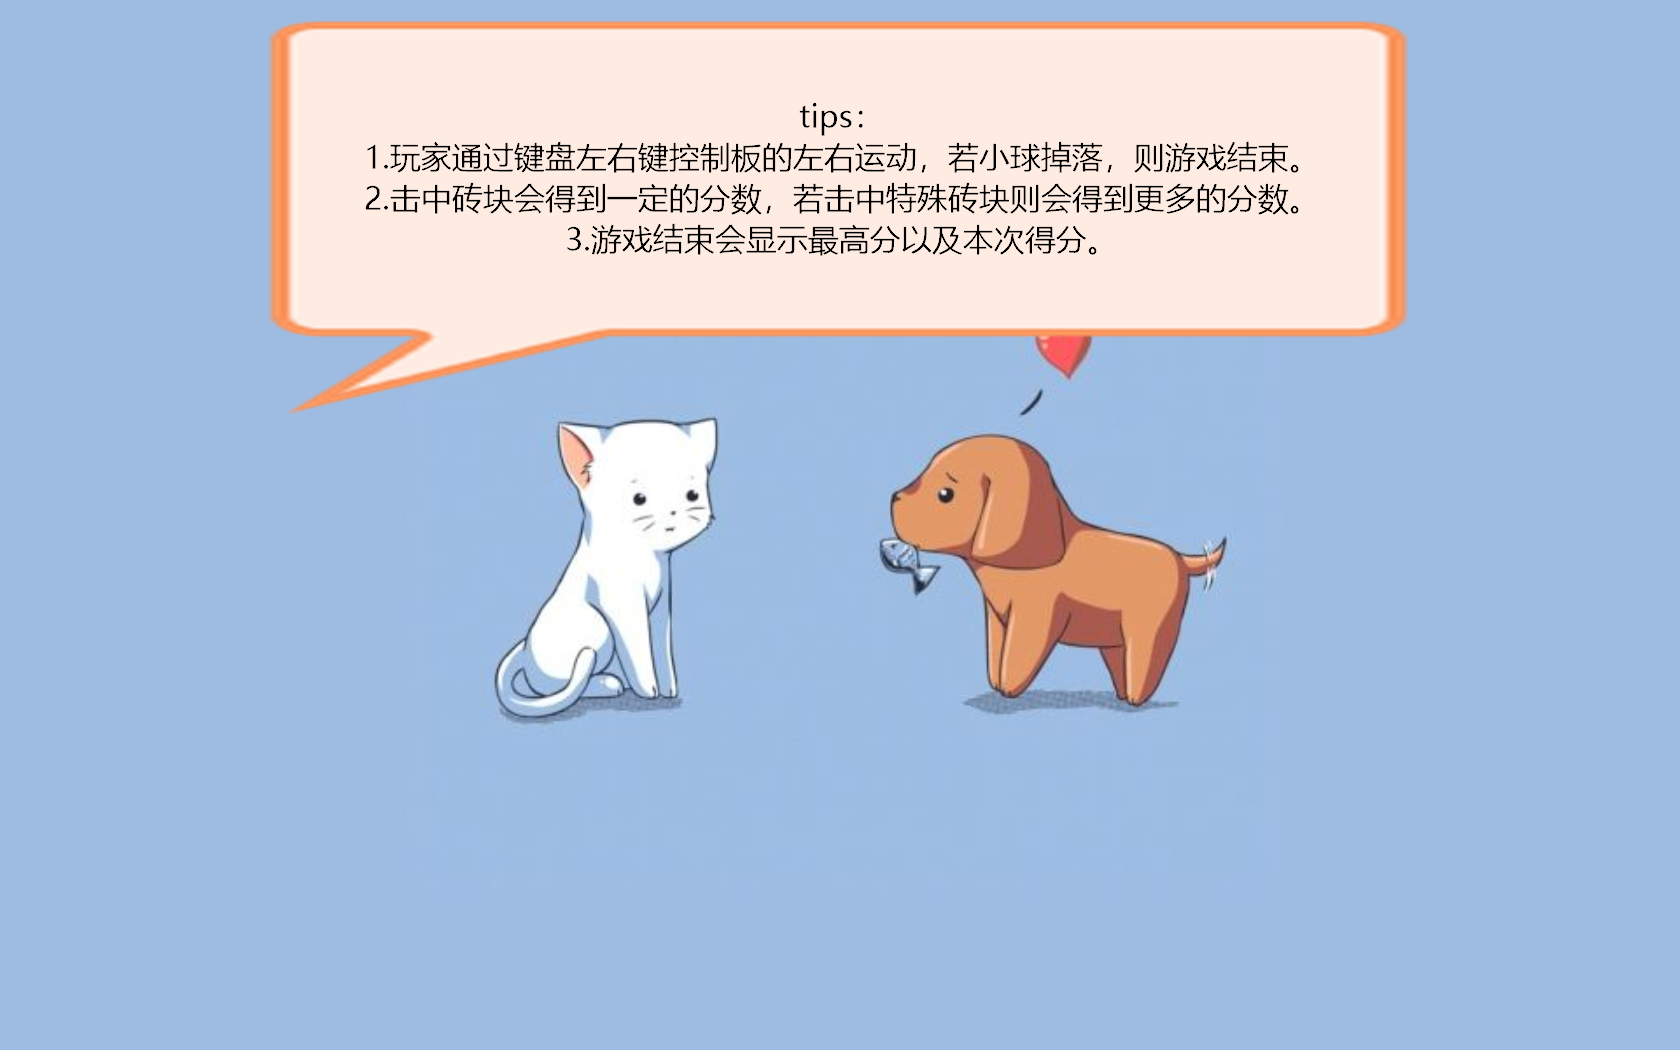 tips：
1.玩家通过键盘左右键控制板的左右运动，若小球掉落，则游戏结束。
2.击中砖块会得到一定的分数，若击中特殊砖块则会得到更多的分数。
3.游戏结束会显示最高分以及本次得分。